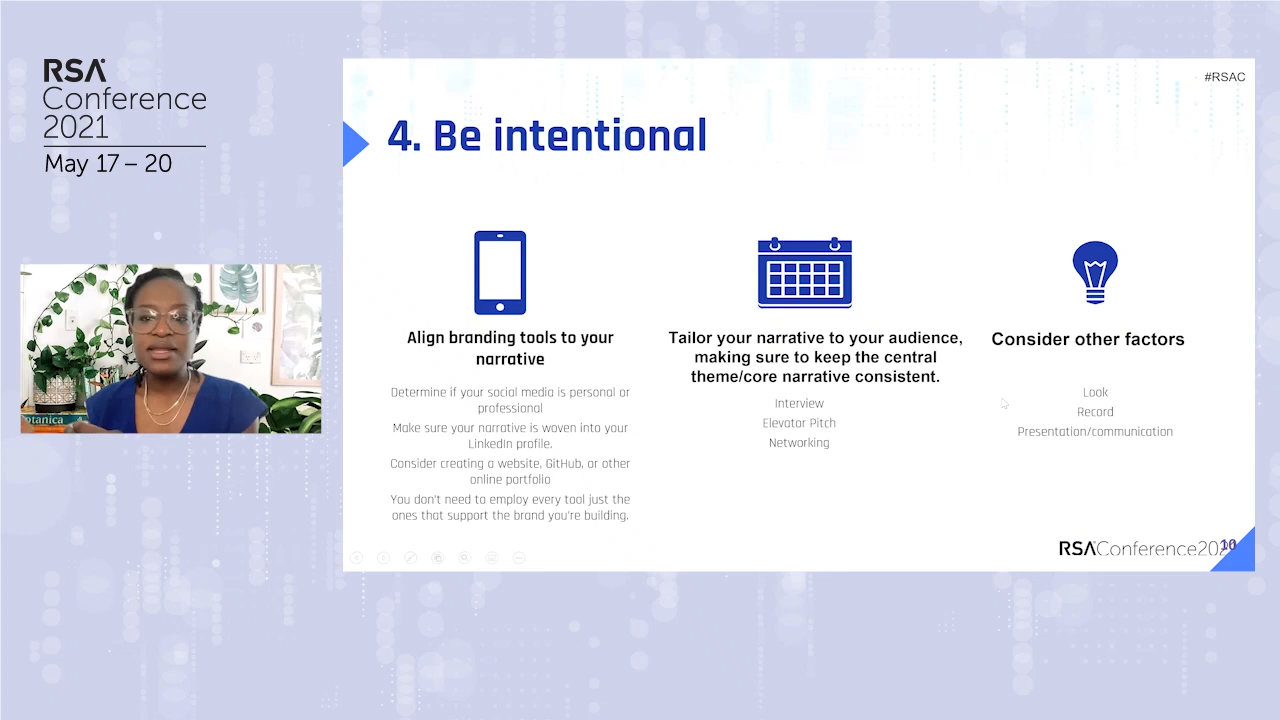 RSA
Conference
2021
May 17 – 20
#RSAC
4. Be intentional
Align branding tools to your
narrative
Determine if your social media is personal or
professional
Make sure your narrative is woven into your
LinkedIn profile.
Consider creating a website, GitHub, or other
online portfolio
You don't need to employ every tool just the
ones that support the brand you're building.
Tailor your narrative to your audience,
making sure to keep the central
theme/core narrative consistent.
Interview
Elevator Pitch
Networking
Consider other factors
Look
Record
Presentation/communication
otanica
RSAConference20
10